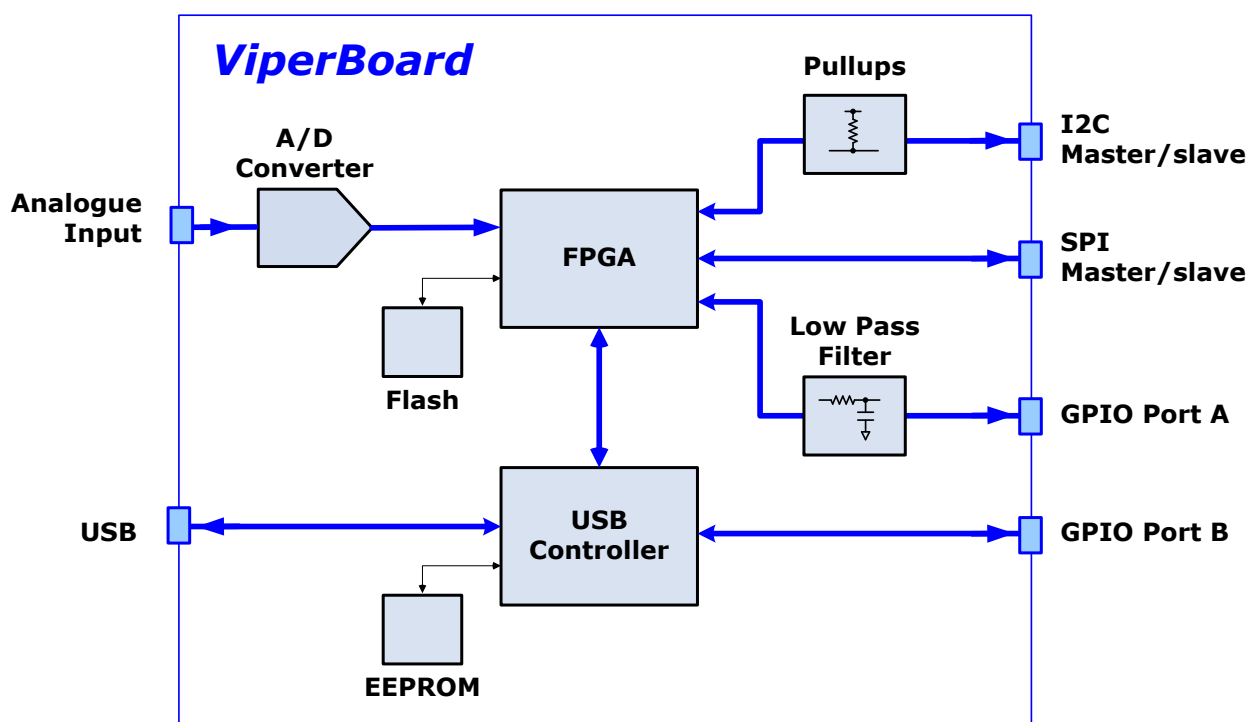 ViperBoard
Pullups
I2C
Master/slave
A/D
Converter
Analogue
Input
FPGA
SPI
Master/slave
Low Pass
Filter
Flash
GPIO Port A
USB
USB
Controller
GPIO Port B
EEPROM